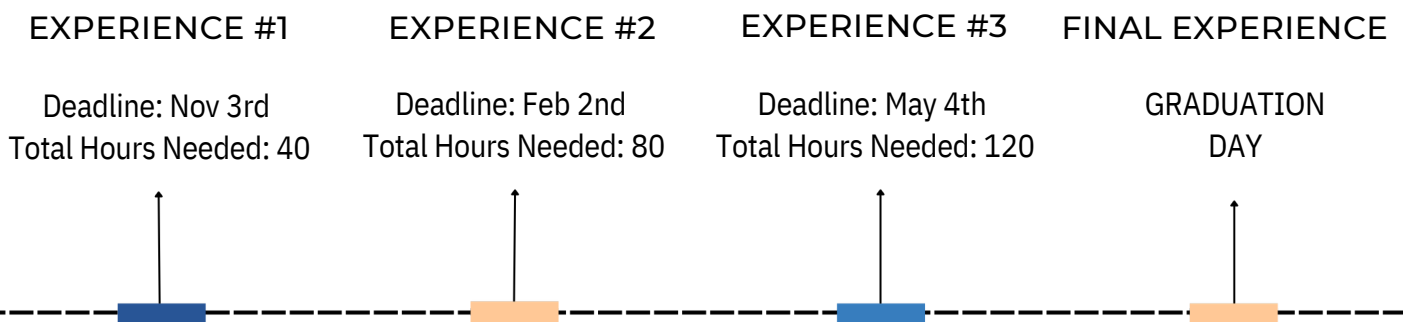 EXPERIENCE #1
Deadline: Nov 3rd
Total Hours Needed: 40
EXPERIENCE #2
Deadline: Feb 2nd
Total Hours Needed: 80
EXPERIENCE #3
Deadline: May 4th
Total Hours Needed: 120
FINAL EXPERIENCE
GRADUATION
DAY